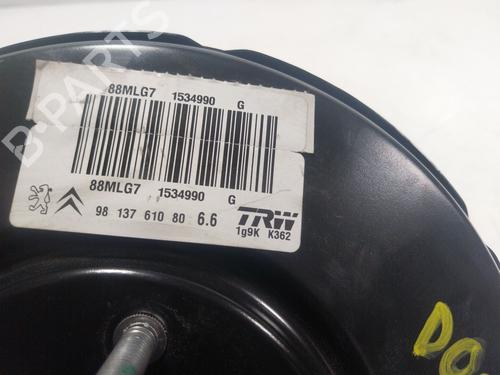 88MLG7 1534990 G
88MLG7 1534990 G
98 137 610 80 6.6
TRW
1g9K K362
B-PARTS